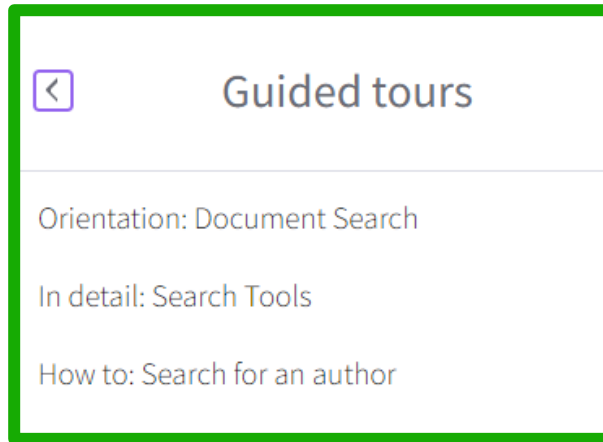 Guided tours
Orientation: Document Search
In detail: Search Tools
How to: Search for an author